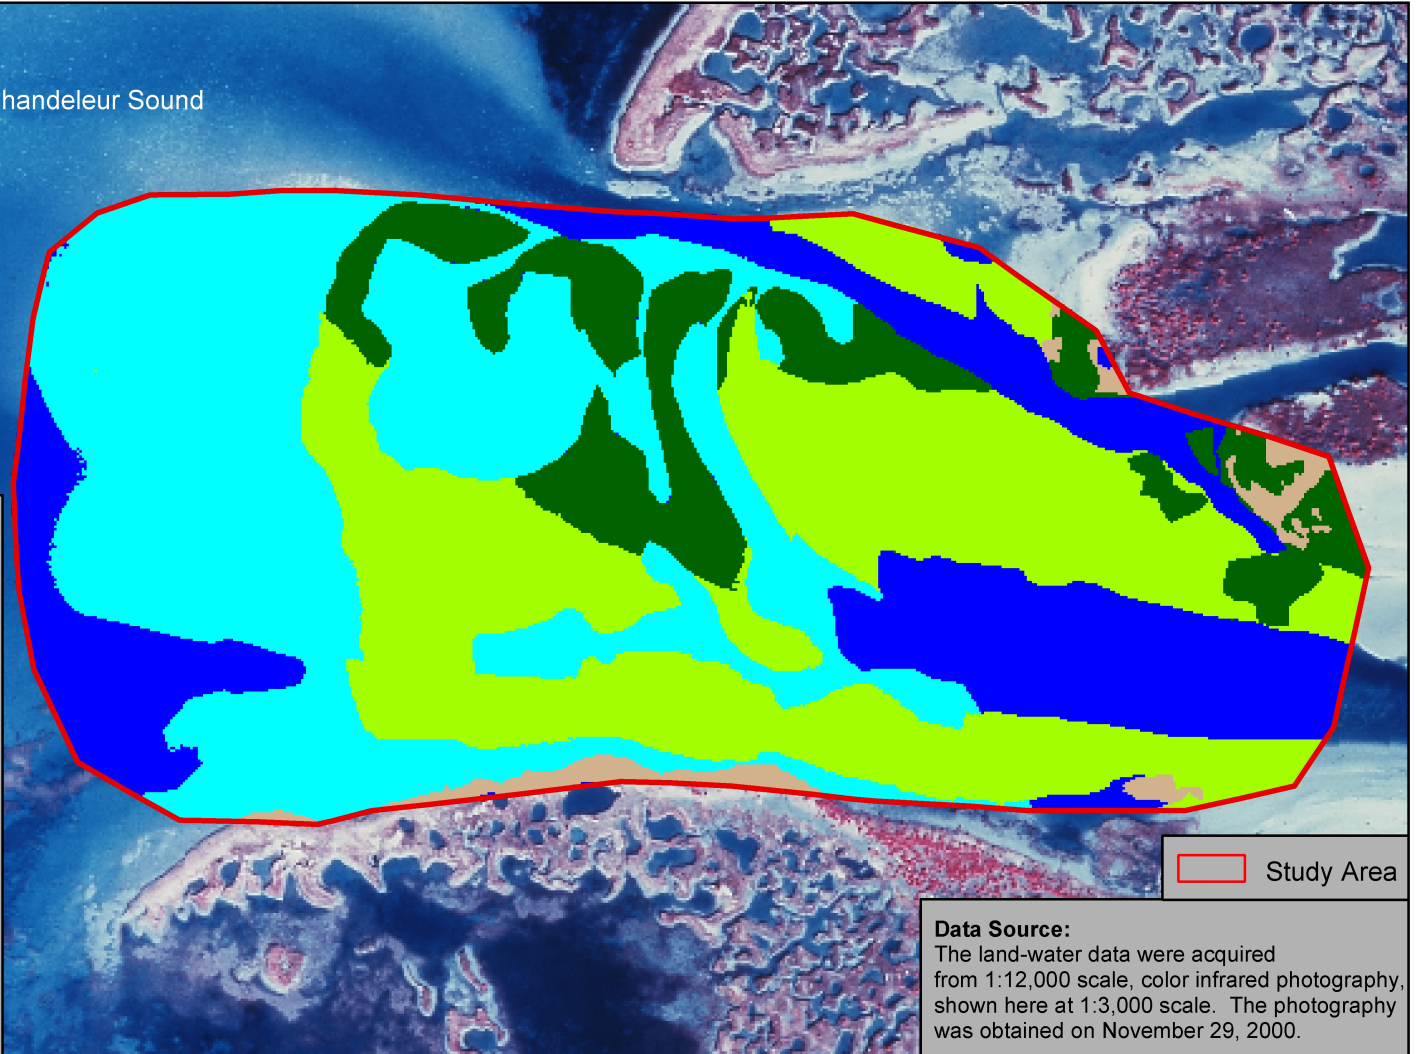 handeleur Sound
Study Area
Data Source:
The land-water data were acquired
from 1:12,000 scale, color infrared photography,
shown here at 1:3,000 scale. The photography
was obtained on November 29, 2000.